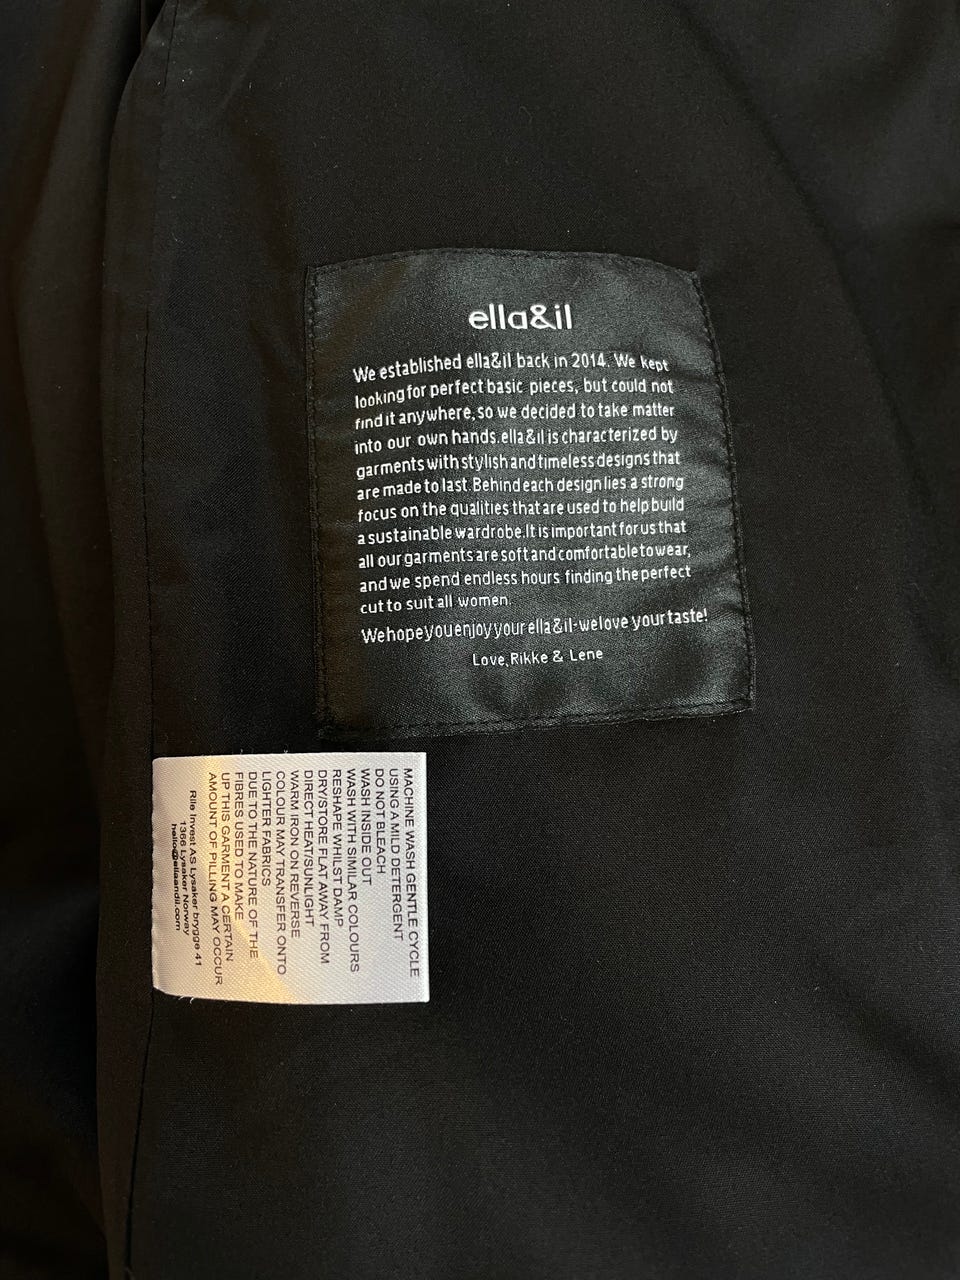 ella&il
We established ella&il back in 2014. We kept
looking for perfect basic pieces, but could not
find it anywhere, so we decided to take matter
into our own hands. ella&il is characterized by
garments with stylish and timeless designs that
are made to last. Behind each design lies a strong
focus on the qualities that are used to help build
a sustainable wardrobe. It is important for us that
all our garments are soft and comfortable to wear,
and we spend endless hours finding the perfect
cut to suit all women.
We hope you enjoy your ella&il-we love your taste!
Love, Rikke & Lene
MACHINE WASH GENTLE CYCLE
USING A MILD DETERGENT
DO NOT BLEACH
WASH INSIDE OUT
WASH WITH SIMILAR COLOURS
RESHAPE WHILST DAMP
DRY/STORE FLAT AWAY FROM
DIRECT HEAT/SUNLIGHT
WARM IRON ON REVERSE
COLOUR MAY TRANSFER ONTO
LIGHTER FABRICS
DUE TO THE NATURE OF THE
FIBRES USED TO MAKE
UP THIS GARMENT A CERTAIN
AMOUNT OF PILLING MAY OCCUR
Rile Invest AS Lysaker brygge 41
1366 Lysaker Norway
hello@ellaandil.com